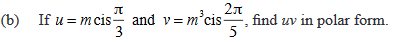 (b) If u = m cis π/3 and v = m³ cis 2π/5, find uv in polar form.